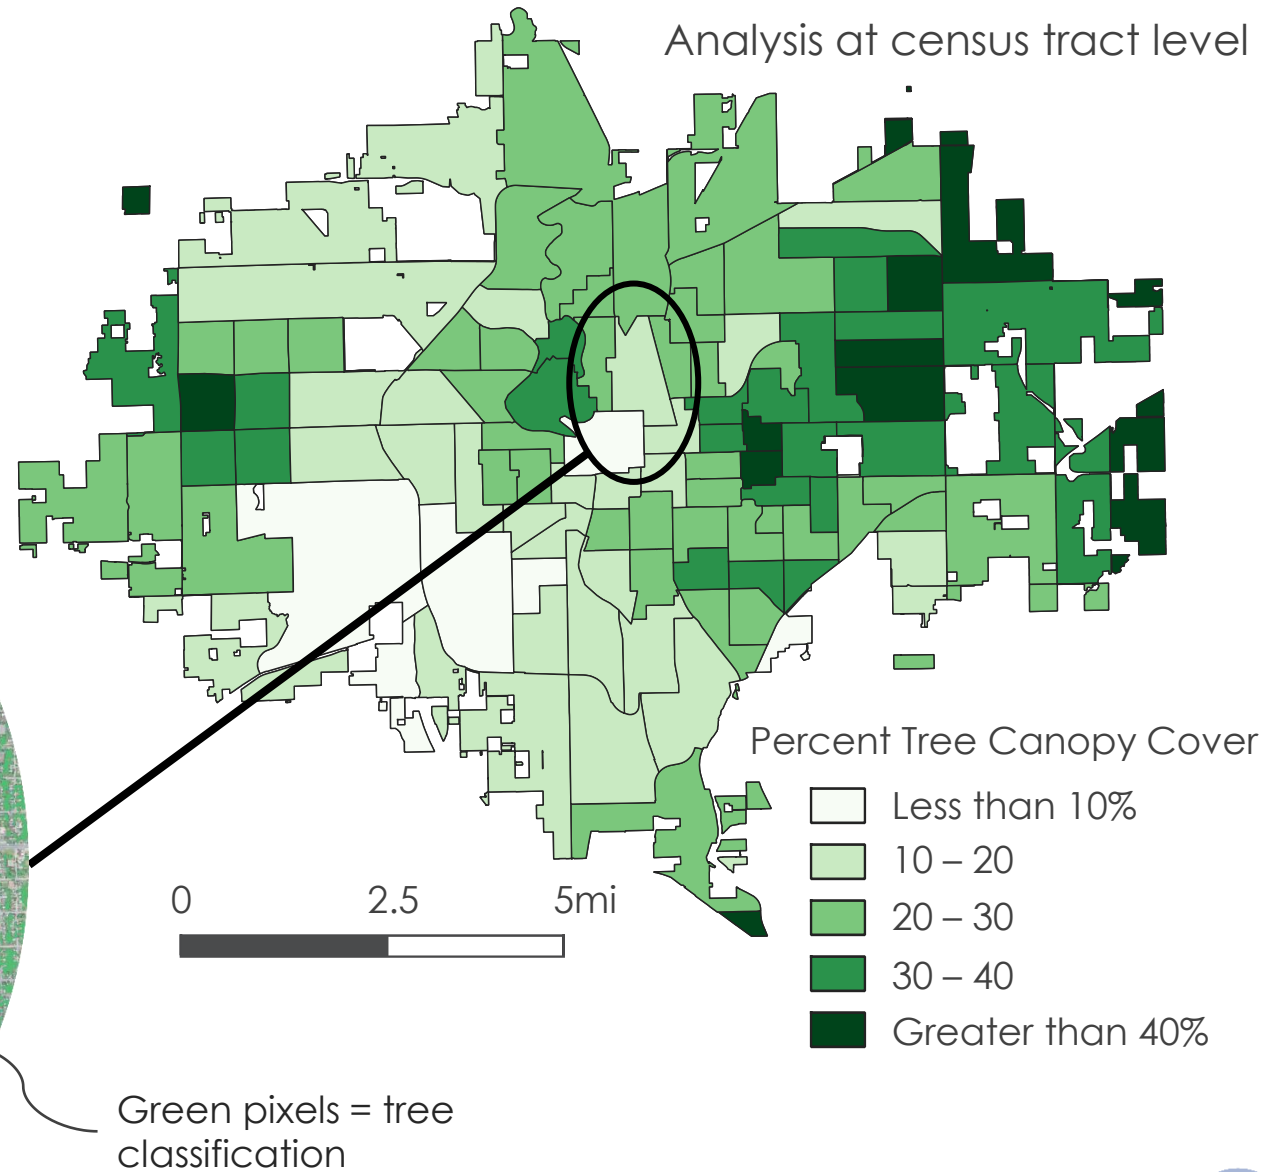 Analysis at census tract level
Percent Tree Canopy Cover
Less than 10%
10 – 20
20 – 30
30 – 40
Greater than 40%
0 2.5 5mi
Green pixels = tree
classification